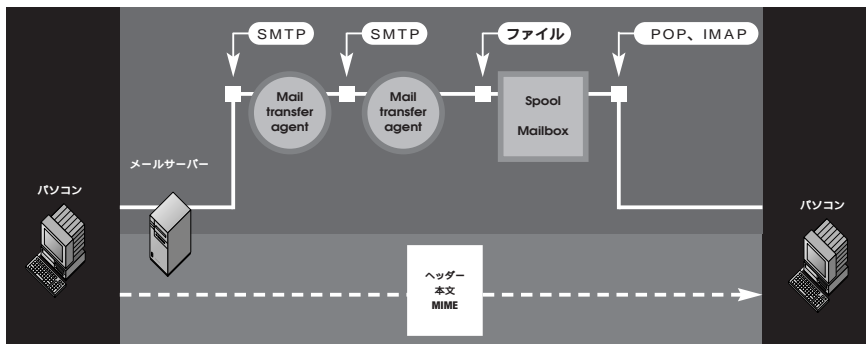 SMTP
SMTP
ファイル
POP、IMAP
Mail
transfer
agent
Mail
transfer
agent
Spool
Mailbox
メールサーバー
パソコン
パソコン
ヘッダー
本文
MIME